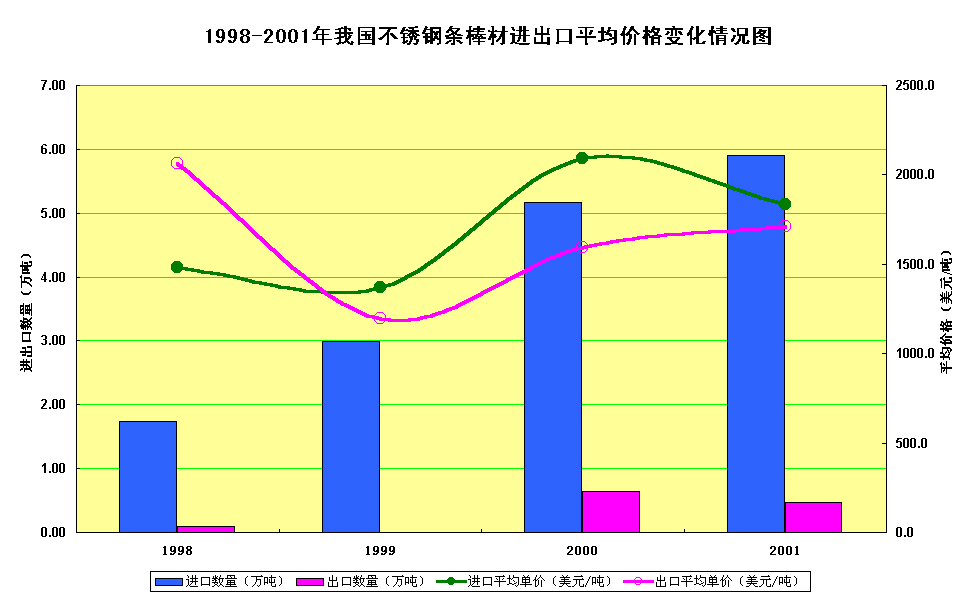 1998-2001年我国不锈钢条棒材进出口平均价格变化情况图
7.00
6.00
5.00
4.00
3.00
2.00
1.00
0.00
进出口数量（万吨）
2500.0
2000.0
1500.0
1000.0
500.0
0.0
平均价格（美元/吨）
1998
1999
2000
2001
进口数量（万吨）
出口数量（万吨）
进口平均单价（美元/吨）
出口平均单价（美元/吨）